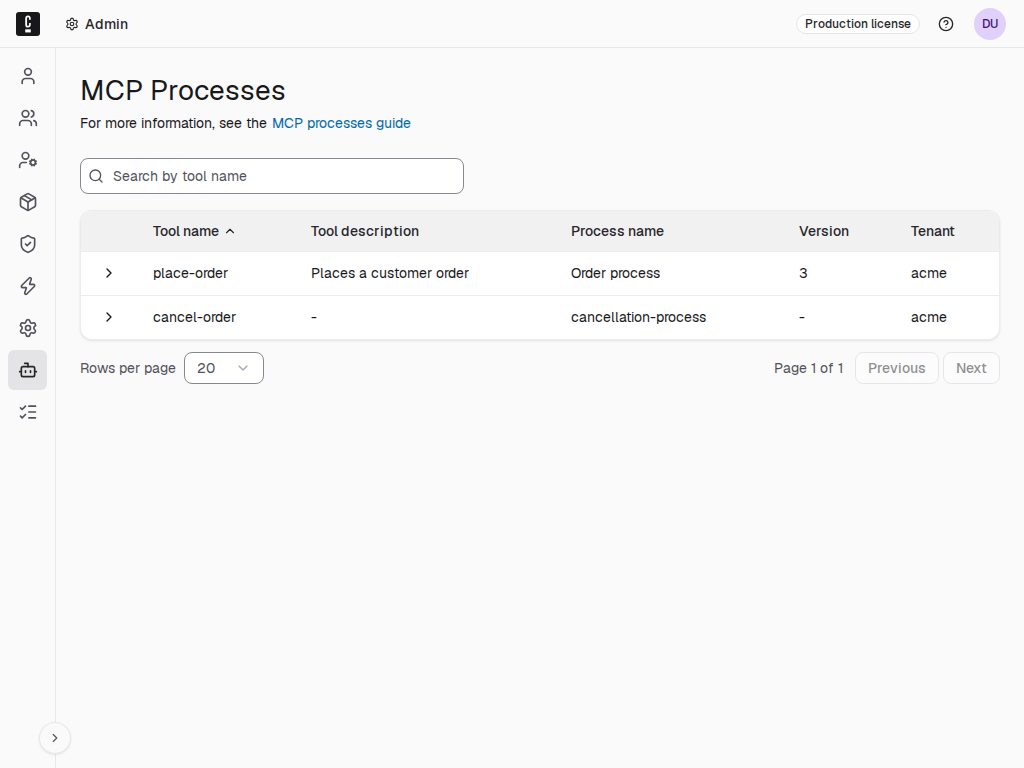 Admin
Production license
DU
MCP Processes
For more information, see the MCP processes guide
Search by tool name
Tool name Tool description Process name Version Tenant
place-order Places a customer order Order process 3 acme
cancel-order - cancellation-process - acme
Rows per page 20 Page 1 of 1 Previous Next